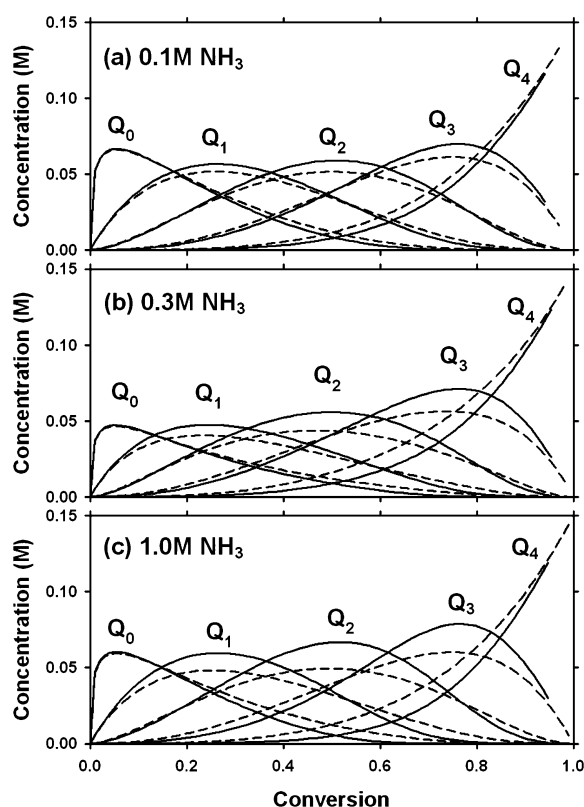 0.15
(a) 0.1M NH₃
Q₀ Q₁ Q₂ Q₃ Q₄
0.10
0.05
0.00
Concentration (M)
0.15
(b) 0.3M NH₃
Q₀ Q₁ Q₂ Q₃ Q₄
0.10
0.05
0.00
Concentration (M)
0.15
(c) 1.0M NH₃
Q₀ Q₁ Q₂ Q₃ Q₄
0.10
0.05
0.00
Concentration (M)
0.0 0.2 0.4 0.6 0.8 1.0
Conversion